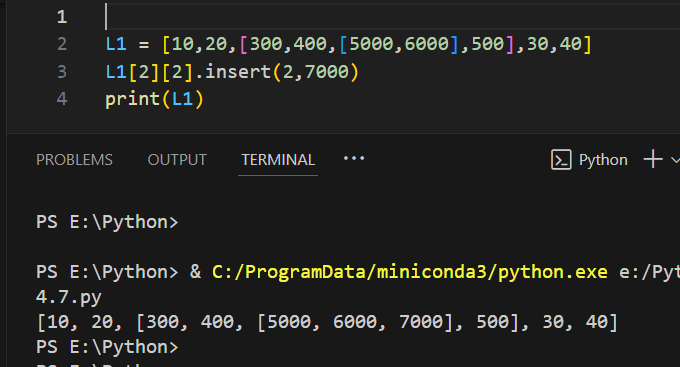 1
2 L1 = [10,20,[300,400,[5000,6000],500],30,40]
3 L1[2][2].insert(2,7000)
4 print(L1)
PROBLEMS OUTPUT TERMINAL ··· Python
PS E:\Python>
PS E:\Python> & C:/ProgramData/miniconda3/python.exe e:/Pyt
4.7.py
[10, 20, [300, 400, [5000, 6000, 7000], 500], 30, 40]
PS E:\Python>